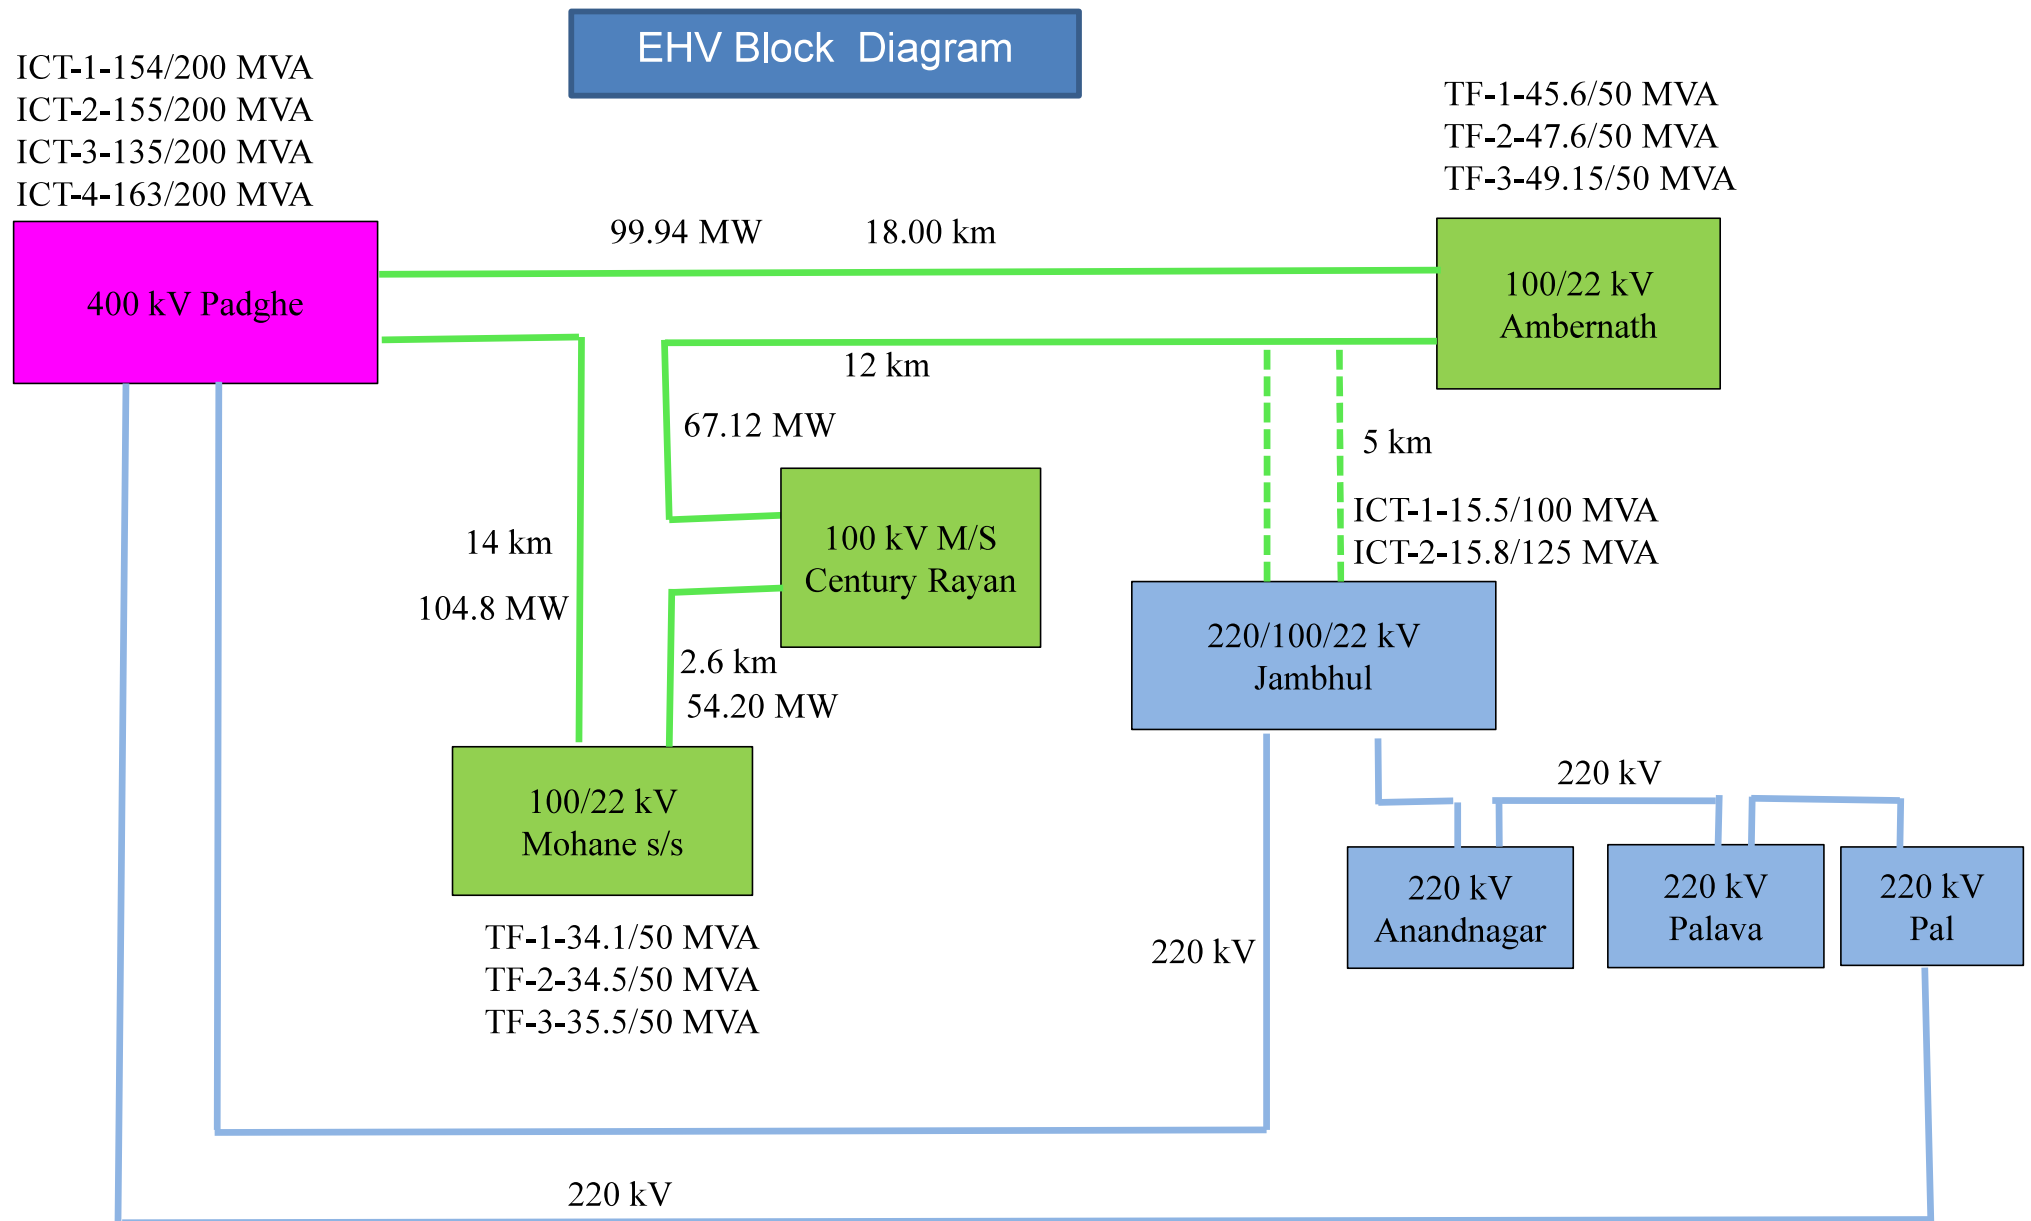 EHV Block Diagram
ICT-1-154/200 MVA
ICT-2-155/200 MVA
ICT-3-135/200 MVA
ICT-4-163/200 MVA
TF-1-45.6/50 MVA
TF-2-47.6/50 MVA
TF-3-49.15/50 MVA
99.94 MW
18.00 km
400 kV Padghe
100/22 kV
Ambernath
12 km
67.12 MW
5 km
ICT-1-15.5/100 MVA
ICT-2-15.8/125 MVA
14 km
104.8 MW
100 kV M/S
Century Rayan
2.6 km
54.20 MW
220/100/22 kV
Jambhul
100/22 kV
Mohane s/s
220 kV
220 kV
Anandnagar
220 kV
Palava
220 kV
Pal
TF-1-34.1/50 MVA
TF-2-34.5/50 MVA
TF-3-35.5/50 MVA
220 kV
220 kV